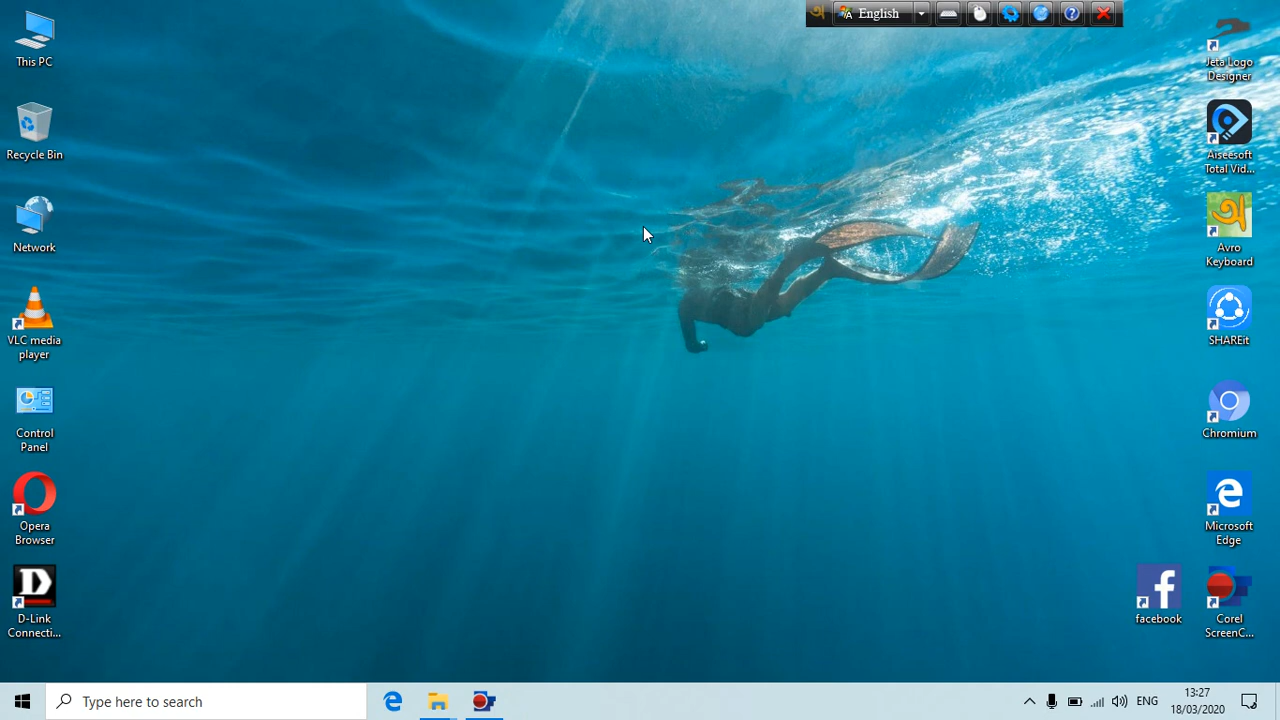 This PC
Recycle Bin
Network
VLC media
player
Control
Panel
Opera
Browser
D
D-Link
Connecti...
অ
English
Jeta Logo
Designer
Aiseesoft
Total Vid...
অ
Avro
Keyboard
SHAREit
Chromium
Microsoft
Edge
facebook
Corel
ScreenC...
Type here to search
ENG
13:27
18/03/2020